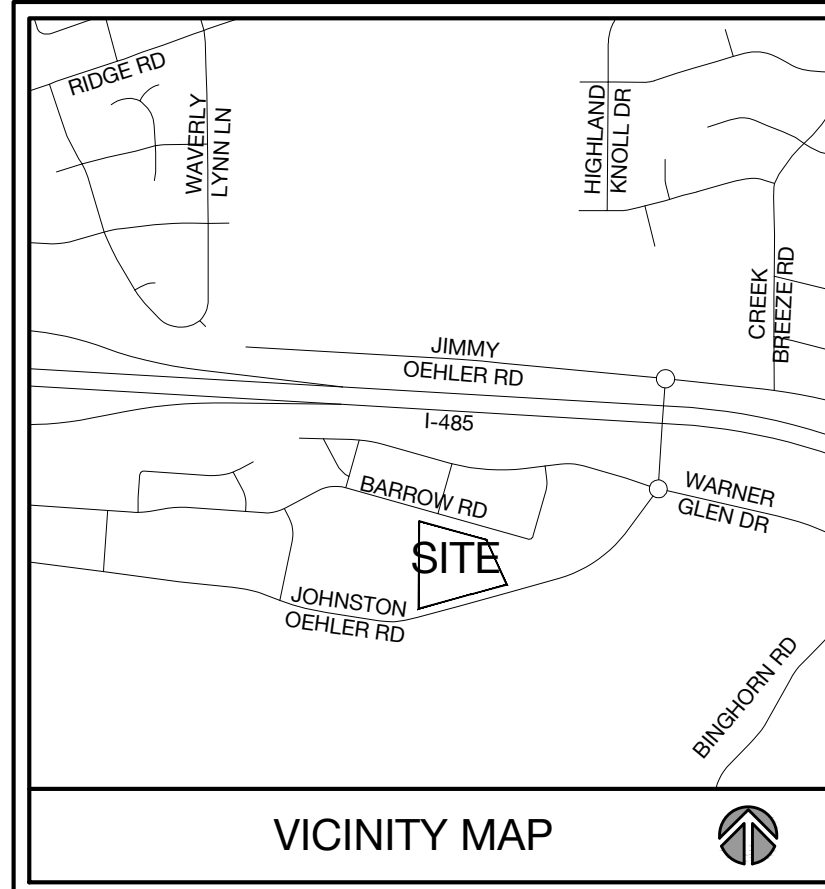 RIDGE RD
WAVERLY
LYNN LN
HIGHLAND
KNOLL DR
CREEK
BREEZE RD
JIMMY
OEHLER RD
I-485
BARROW RD
WARNER
GLEN DR
SITE
JOHNSTON
OEHLER RD
BINGHORN RD
VICINITY MAP